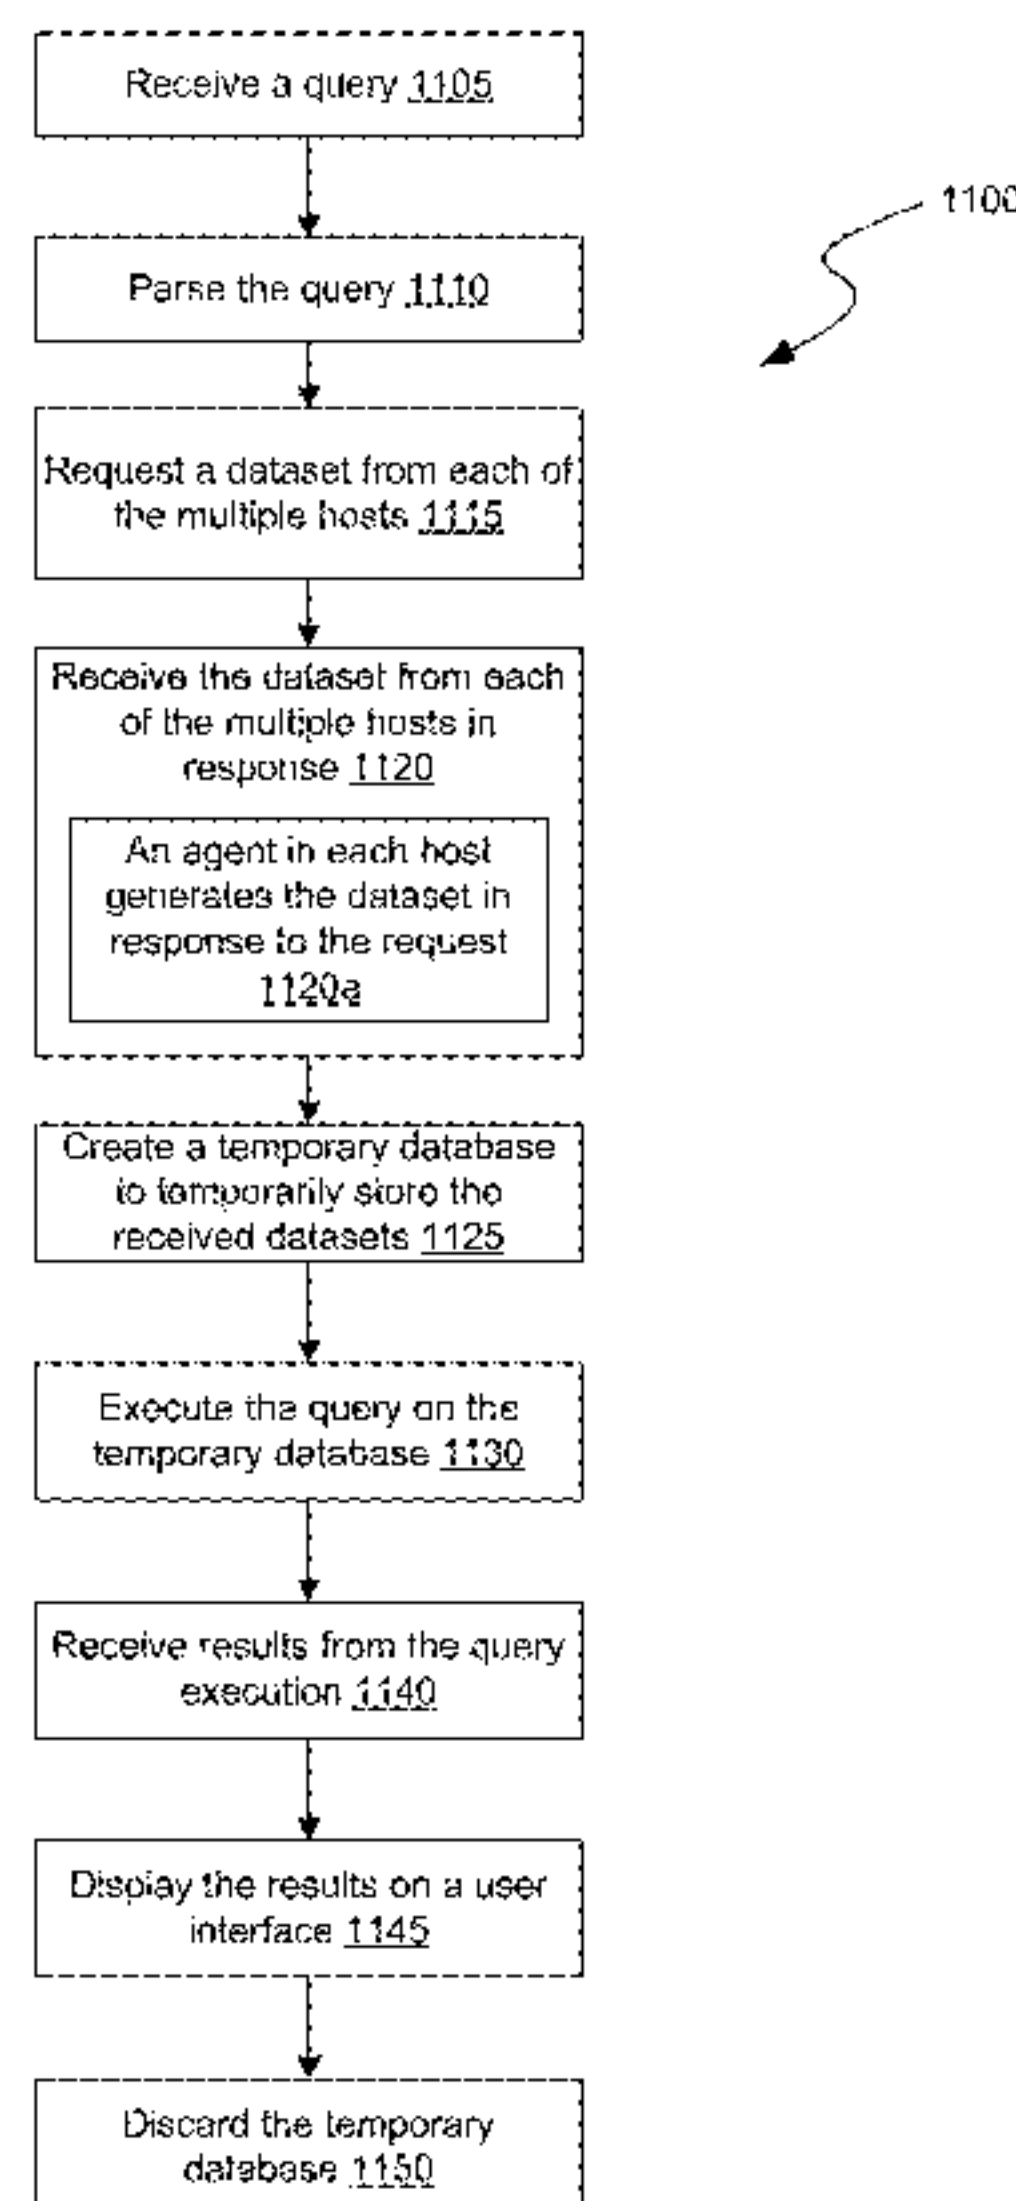 Receive a query 1105
1100
Parse the query 1110
Request a dataset from each of
the multiple hosts 1115
Receive the dataset from each
of the multiple hosts in
response 1120
An agent in each host
generates the dataset in
response to the request
1120a
Create a temporary database
to temporarily store the
received datasets 1125
Execute the query on the
temporary database 1130
Receive results from the query
execution 1140
Display the results on a user
interface 1145
Discard the temporary
database 1150